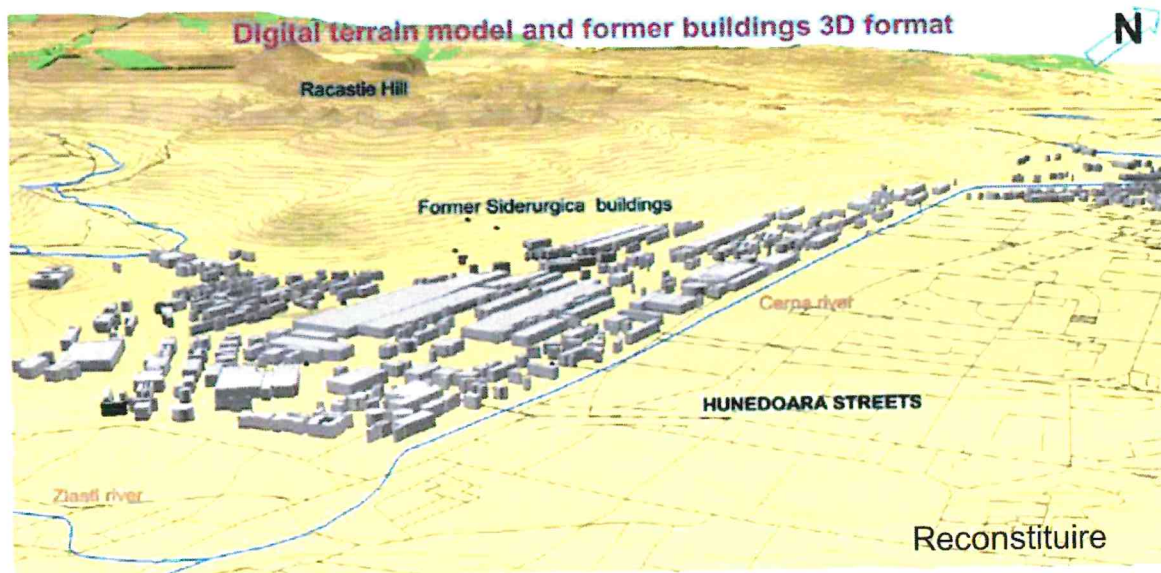 Digital terrain model and former buildings 3D format
N
Racastie Hill
Former Siderurgica buildings
Cerna river
HUNEDOARA STREETS
Zlasti river
Reconstituire